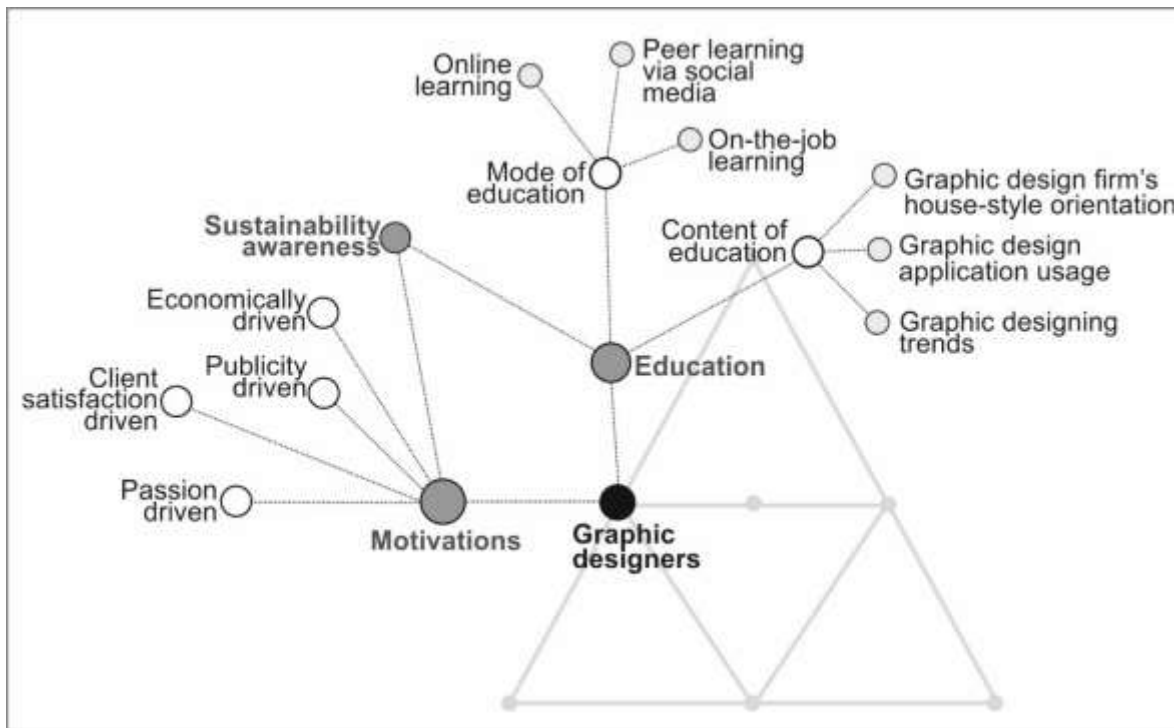 Online
learning
Peer learning
via social
media
On-the-job
learning
Mode of
education
Graphic design firm's
house-style orientation
Content of
education
Graphic design
application usage
Graphic designing
trends
Sustainability
awareness
Economically
driven
Publicity
driven
Client
satisfaction
driven
Education
Passion
driven
Motivations
Graphic
designers